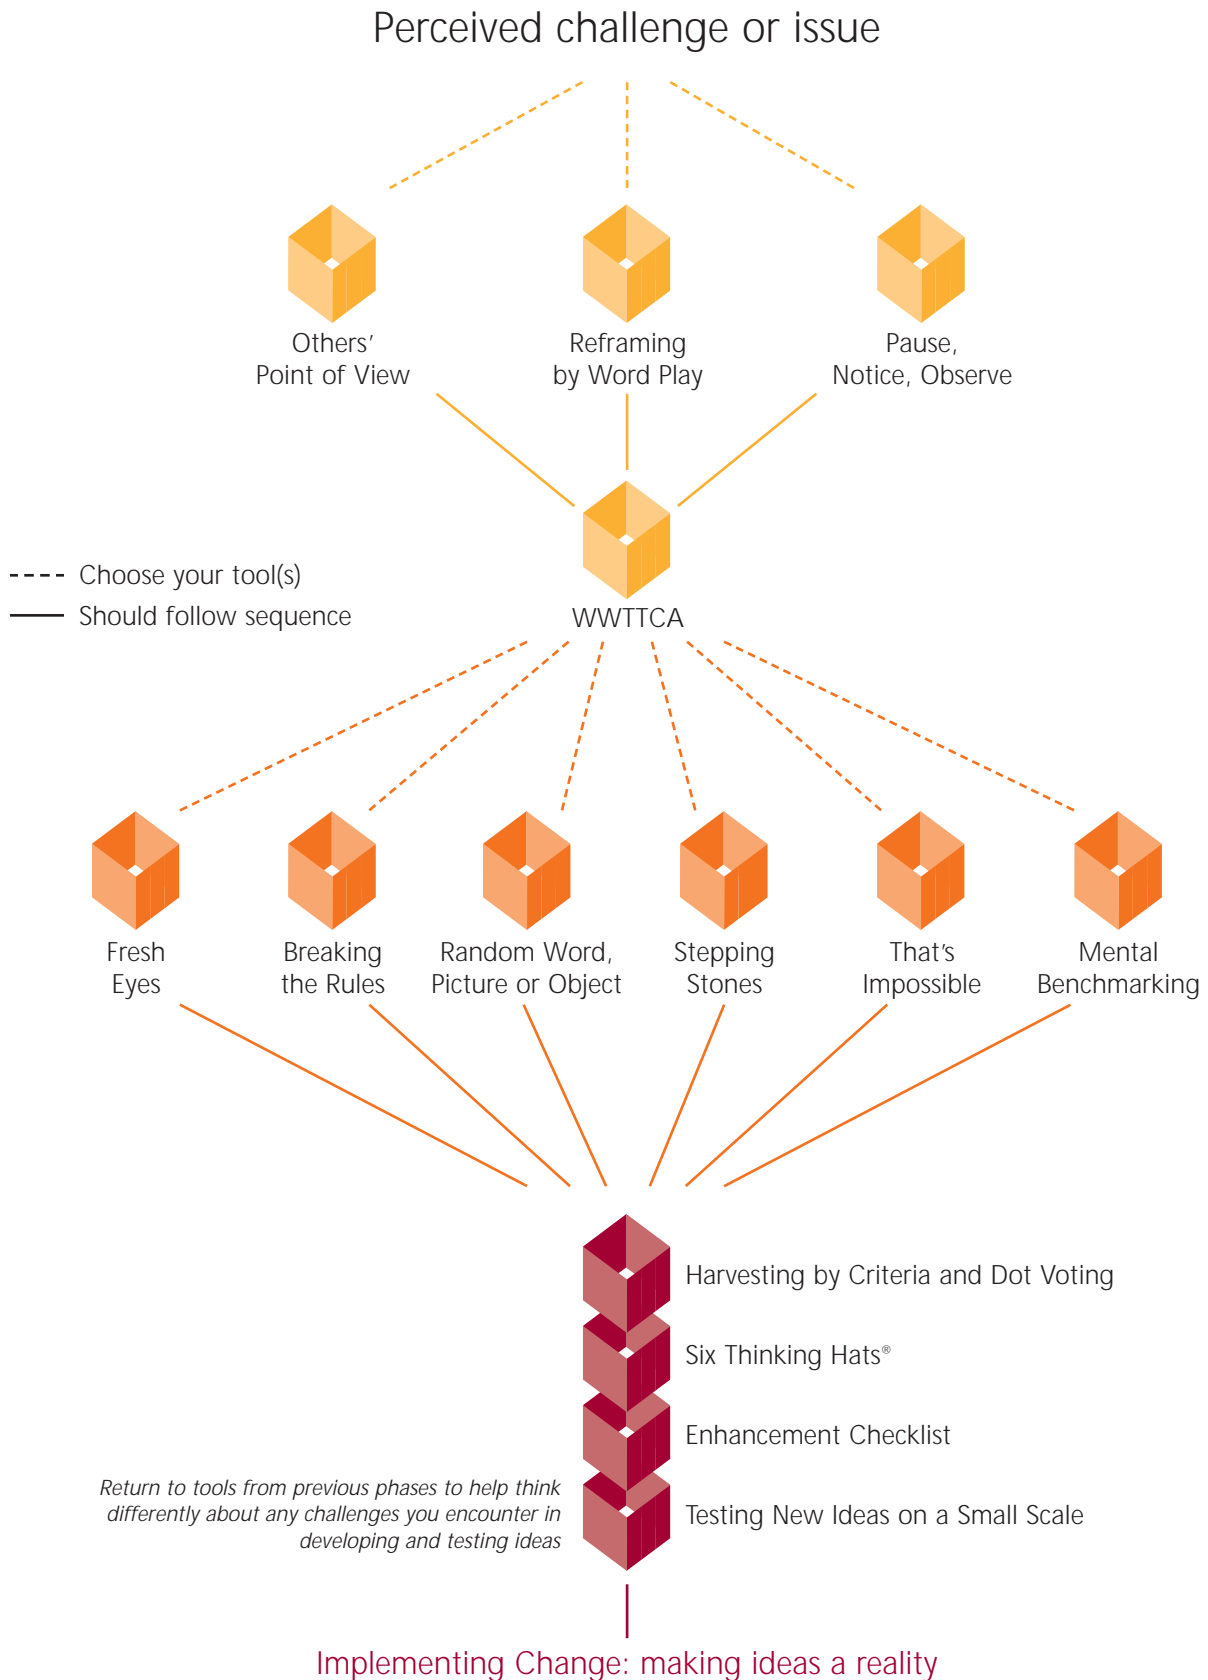 Perceived challenge or issue
Others’
Point of View
Reframing
by Word Play
Pause,
Notice, Observe
Choose your tool(s)
Should follow sequence
WWTTCA
Fresh
Eyes
Breaking
the Rules
Random Word,
Picture or Object
Stepping
Stones
That’s
Impossible
Mental
Benchmarking
Harvesting by Criteria and Dot Voting
Six Thinking Hats®
Enhancement Checklist
Return to tools from previous phases to help think
differently about any challenges you encounter in
developing and testing ideas
Testing New Ideas on a Small Scale
Implementing Change: making ideas a reality